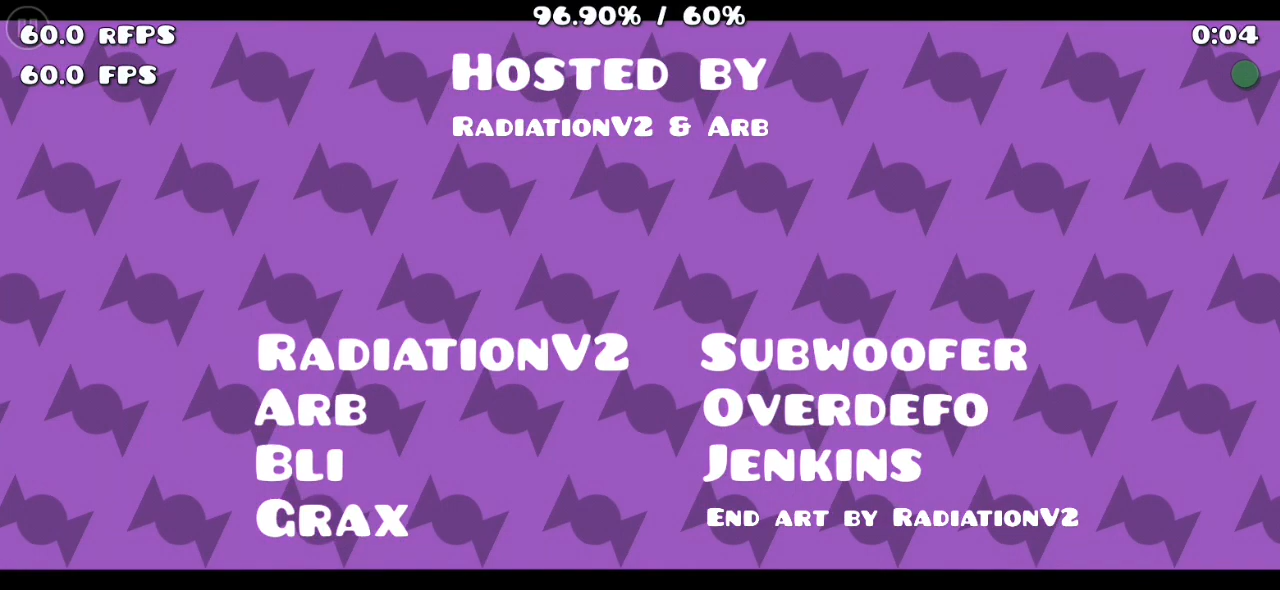 96.90% / 60%
60.0 rFPS
0:04
60.0 FPS
Hosted by
RadiationV2 & Arb
RadiationV2
Subwoofer
Arb
Overdefo
Bli
Jenkins
Grax
End art by RadiationV2